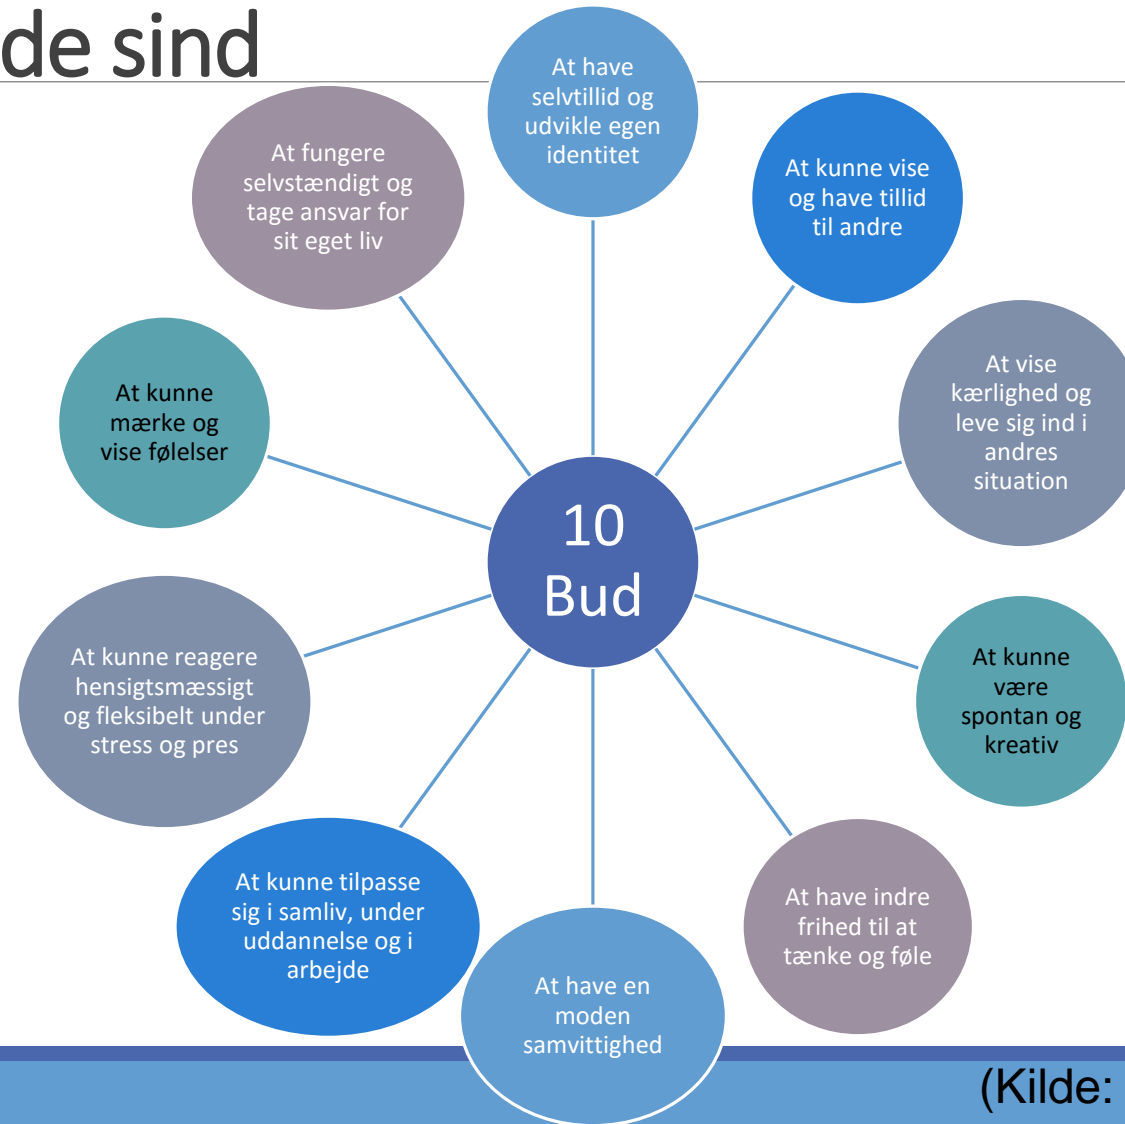 de sind
At have
selvtillid og
udvikle egen
identitet
At kunne vise
og have tillid
til andre
At vise
kærlighed og
leve sig ind i
andres
situation
At kunne
være
spontan og
kreativ
At have indre
frihed til at
tænke og føle
At have en
moden
samvittighed
At kunne tilpasse
sig i samliv, under
uddannelse og i
arbejde
At kunne reagere
hensigtsmæssigt
og fleksibelt under
stress og pres
At kunne
mærke og
vise følelser
At fungere
selvstændigt og
tage ansvar for
sit eget liv
10
Bud
(Kilde: